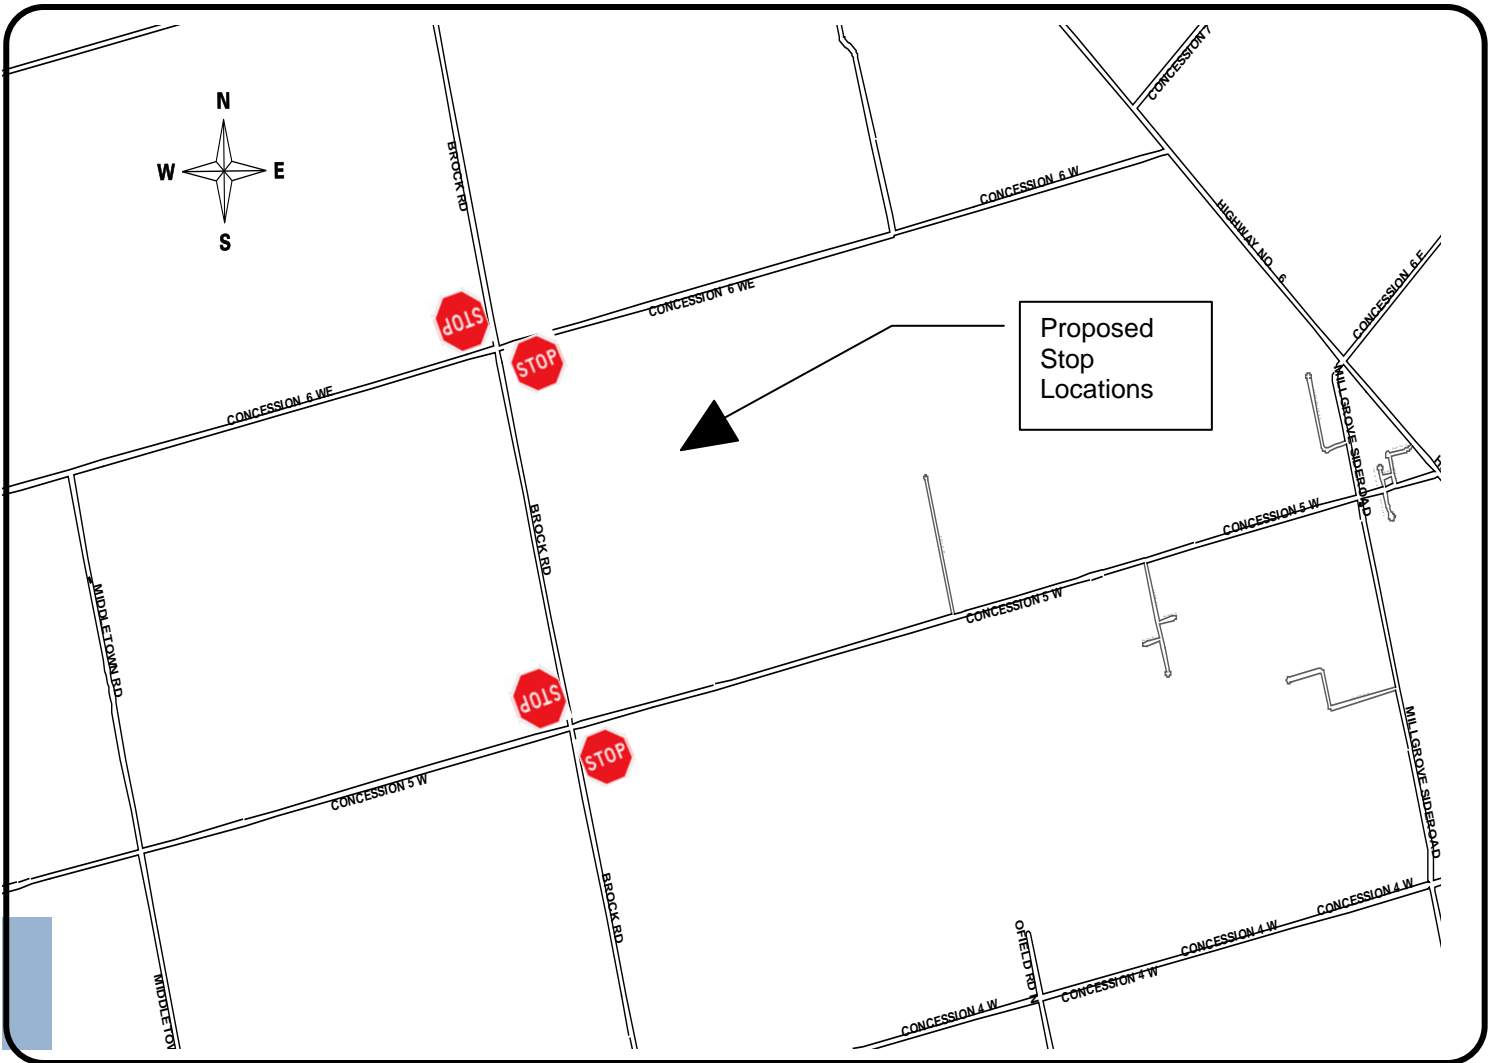 CONCESSION 7
N
W
E
S
BROCK RD
CONCESSION 6 W
HIGHWAY NO. 6
CONCESSION 6 E
STOP
STOP
CONCESSION 6 WE
CONCESSION 6 WE
Proposed
Stop
Locations
MILLGROVE SIDEROAD
BROCK RD
CONCESSION 5 W
CONCESSION 5 W
MIDDLETOWN RD
STOP
STOP
CONCESSION 5 W
MILLGROVE SIDEROAD
BROCK RD
CONCESSION 4 W
CONCESSION 4 W
CONCESSION 4 W
CONCESSION 4 W
OFIELD RD N
MIDDLETOW